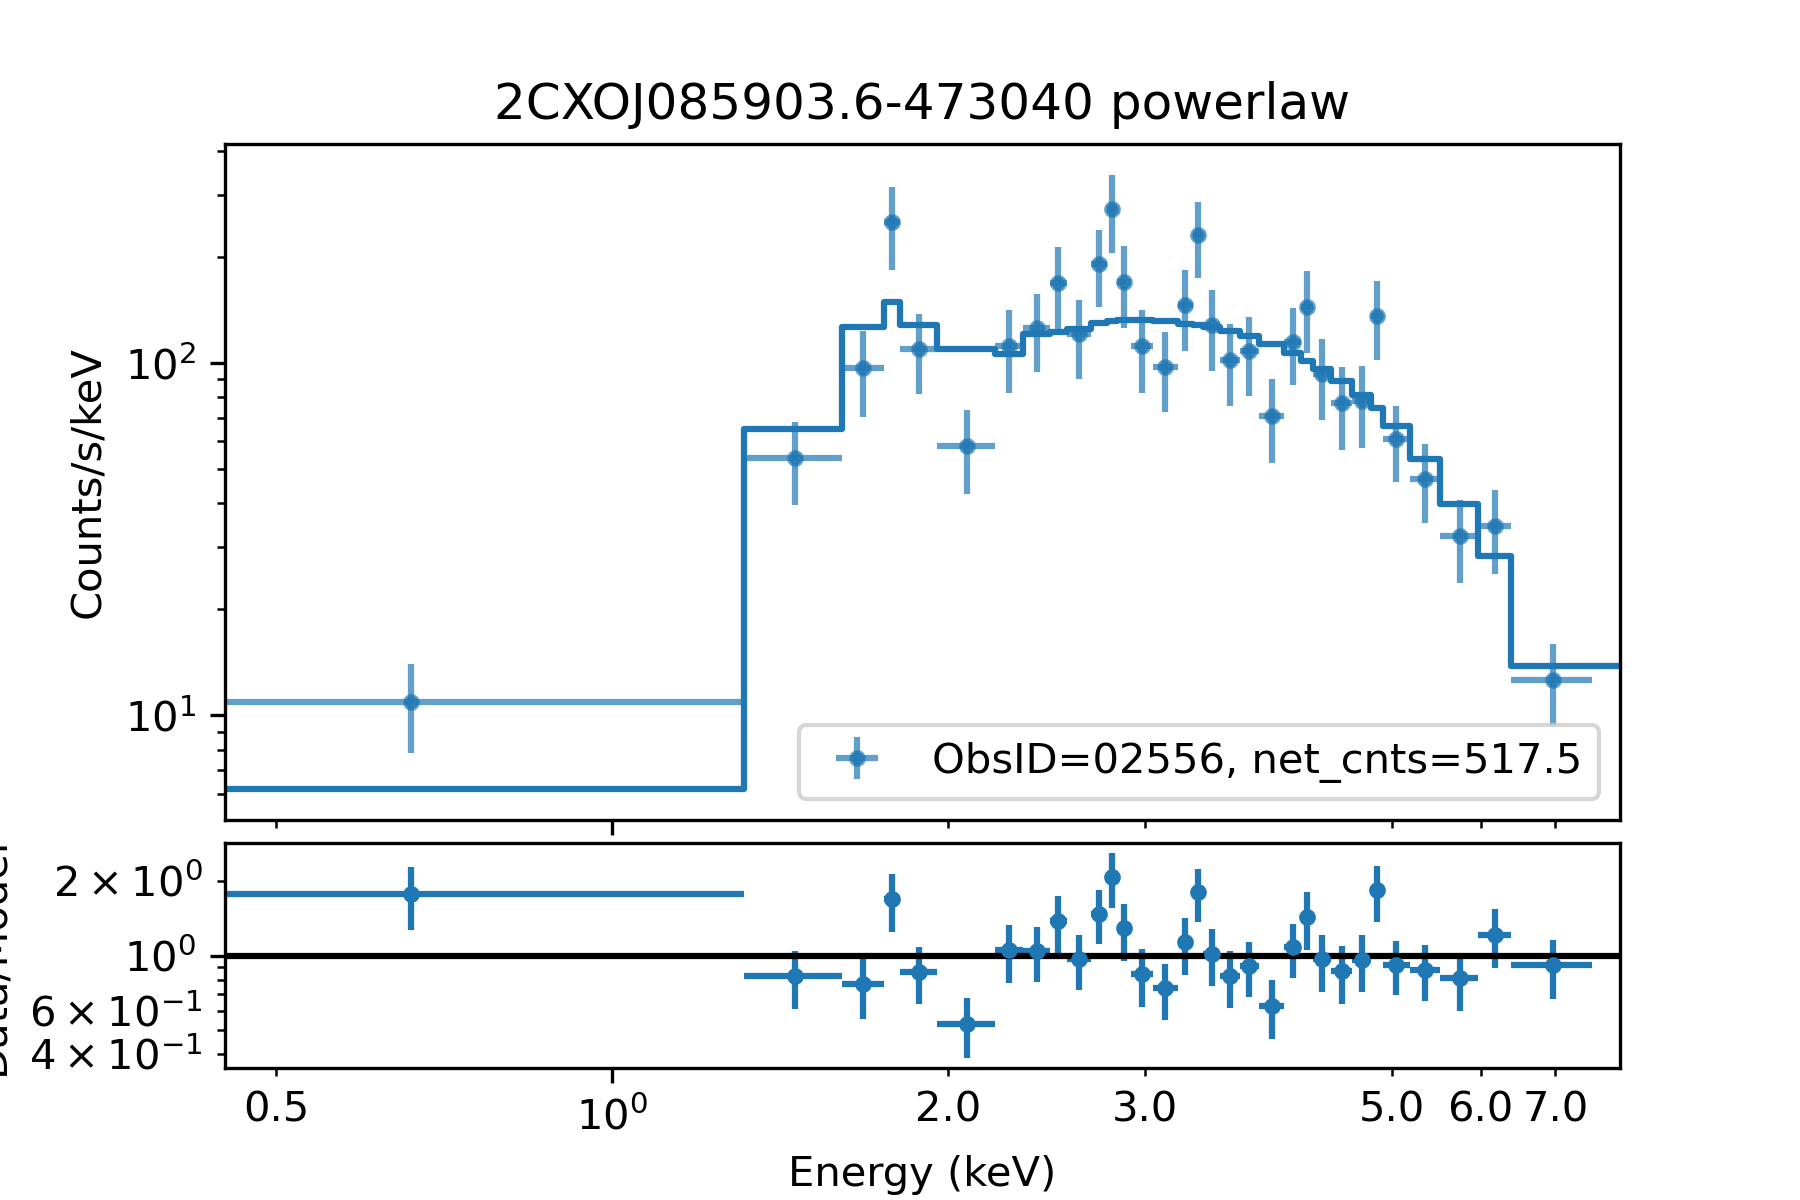 2CXOJ085903.6-473040 powerlaw
Counts/s/keV
10²
10¹
ObsID=02556, net_cnts=517.5
2 × 10⁰
10⁰
6 × 10⁻¹
4 × 10⁻¹
0.5
10⁰
2.0
3.0
5.0
6.0
7.0
Energy (keV)